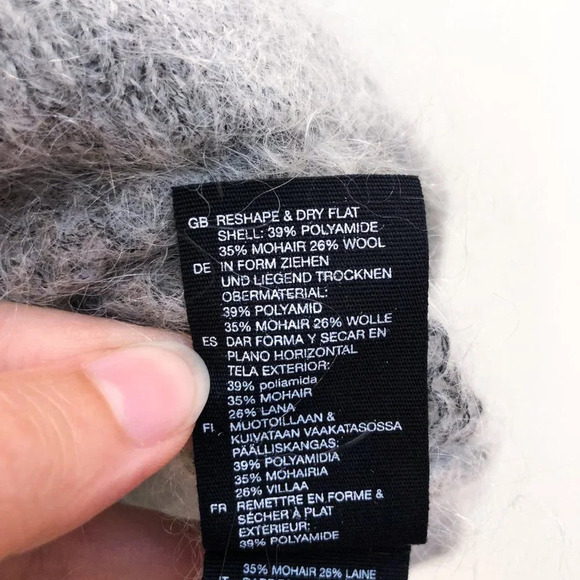 GB RESHAPE & DRY FLAT
SHELL: 39% POLYAMIDE
35% MOHAIR 26% WOOL
DE IN FORM ZIEHEN
UND LIEGEND TROCKNEN
OBERMATERIAL:
39% POLYAMID
35% MOHAIR 26% WOLLE
ES DAR FORMA Y SECAR EN
PLANO HORIZONTAL
TELA EXTERIOR:
39% poliamida
35% MOHAIR
26% LANA
FI MUOTOILLAAN &
KUIVATAAN VAAKATASOSSA
PÄÄLLISKANGAS:
39% POLYAMIDIA
35% MOHAIRIA
26% VILLAA
FR REMETTRE EN FORME &
SÉCHER À PLAT
EXTÉRIEUR:
39% POLYAMIDE
35% MOHAIR 26% LAINE